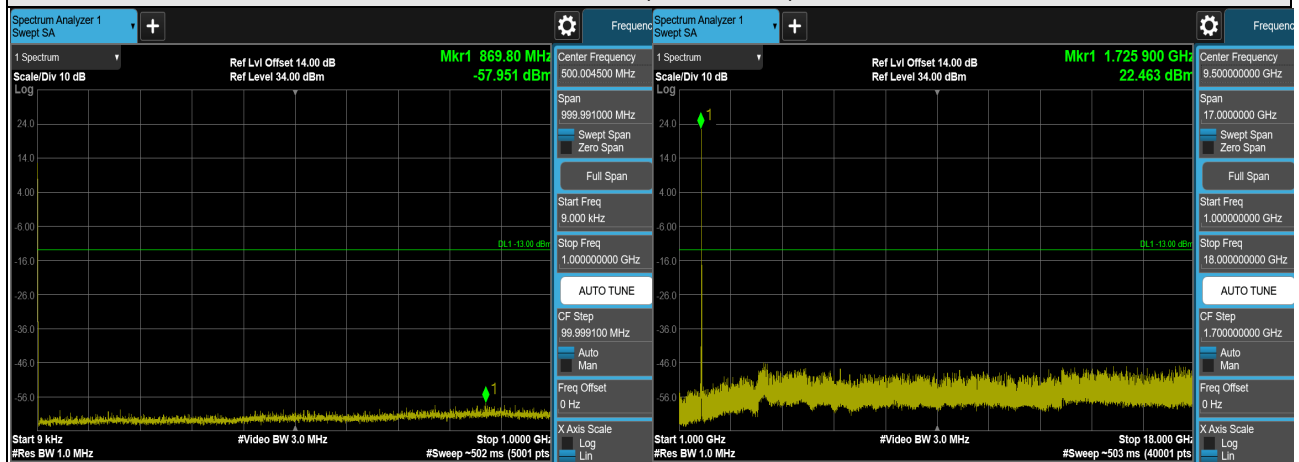 Spectrum Analyzer 1
Swept SA
+
Frequenc
1 Spectrum
Ref Lvl Offset 14.00 dB
Mkr1 869.80 MHz
Scale/Div 10 dB
Ref Level 34.00 dBm
-57.951 dBm
Log
24.0
14.0
4.00
-6.00
-16.0
-26.0
-36.0
-46.0
-56.0
DL1 -13.00 dBm
1
Start 9 kHz
#Video BW 3.0 MHz
Stop 1.0000 GHz
#Res BW 1.0 MHz
#Sweep ~502 ms (5001 pts
Center Frequency
500.004500 MHz
Span
999.991000 MHz
Swept Span
Zero Span
Full Span
Start Freq
9.000 kHz
Stop Freq
1.000000000 GHz
AUTO TUNE
CF Step
99.999100 MHz
Auto
Man
Freq Offset
0 Hz
X Axis Scale
Log
Lin
Spectrum Analyzer 1
Swept SA
+
Frequenc
1 Spectrum
Ref Lvl Offset 14.00 dB
Mkr1 1.725 900 GHz
Scale/Div 10 dB
Ref Level 34.00 dBm
22.463 dBm
Log
24.0
14.0
4.00
-6.00
-16.0
-26.0
-36.0
-46.0
-56.0
DL1 -13.00 dBm
1
Start 1.000 GHz
#Video BW 3.0 MHz
Stop 18.000 GHz
#Res BW 1.0 MHz
#Sweep ~503 ms (40001 pts
Center Frequency
9.500000000 GHz
Span
17.0000000 GHz
Swept Span
Zero Span
Full Span
Start Freq
1.000000000 GHz
Stop Freq
18.000000000 GHz
AUTO TUNE
CF Step
1.700000000 GHz
Auto
Man
Freq Offset
0 Hz
X Axis Scale
Log
Lin